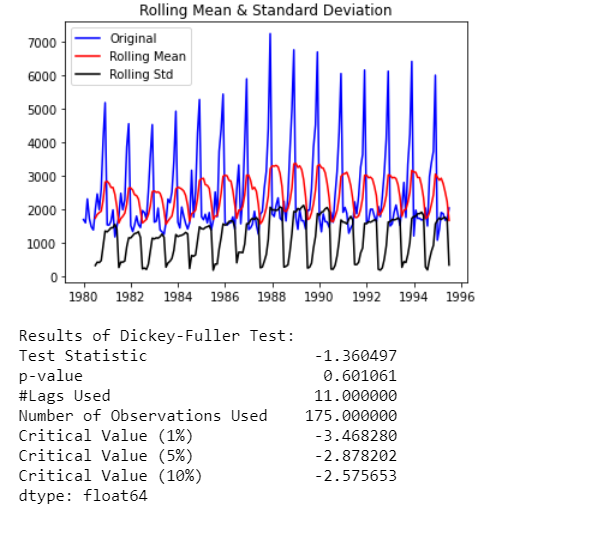 Rolling Mean & Standard Deviation
Original
Rolling Mean
Rolling Std
7000
6000
5000
4000
3000
2000
1000
0
1980 1982 1984 1986 1988 1990 1992 1994 1996
Results of Dickey-Fuller Test:
Test Statistic -1.360497
p-value 0.601061
#Lags Used 11.000000
Number of Observations Used 175.000000
Critical Value (1%) -3.468280
Critical Value (5%) -2.878202
Critical Value (10%) -2.575653
dtype: float64